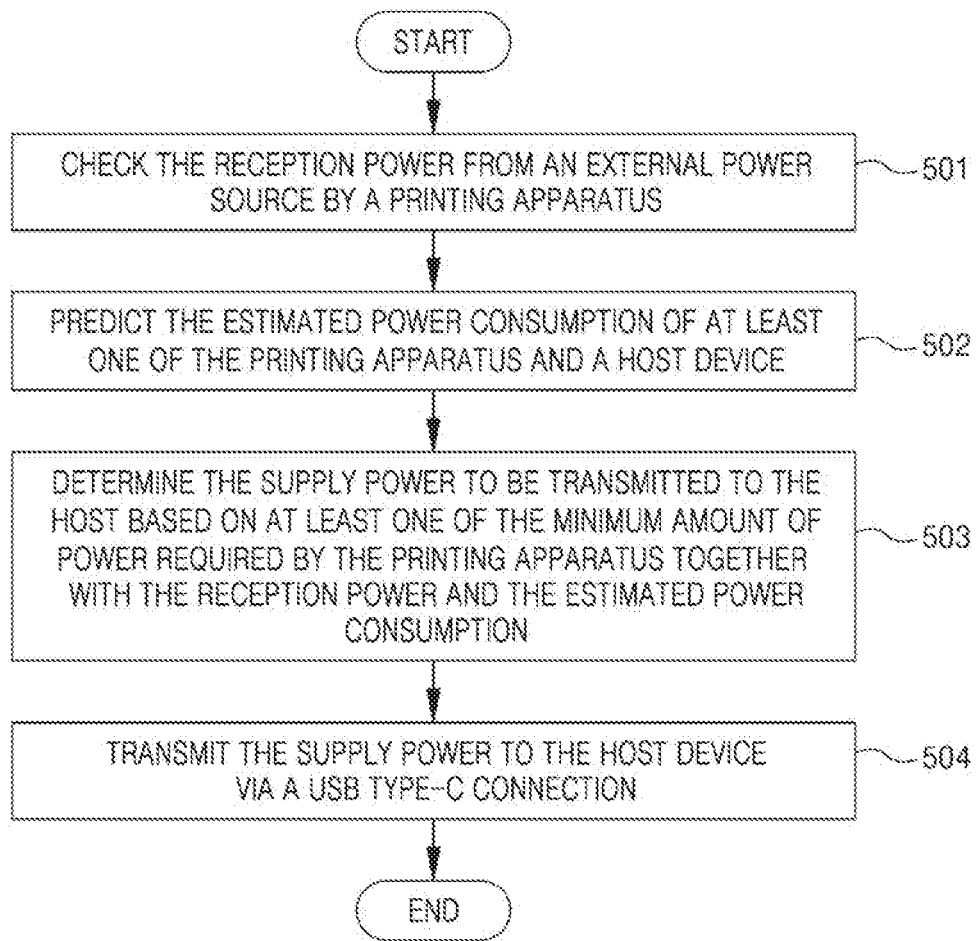 START
CHECK THE RECEPTION POWER FROM AN EXTERNAL POWER
SOURCE BY A PRINTING APPARATUS
501
PREDICT THE ESTIMATED POWER CONSUMPTION OF AT LEAST
ONE OF THE PRINTING APPARATUS AND A HOST DEVICE
502
DETERMINE THE SUPPLY POWER TO BE TRANSMITTED TO THE
HOST BASED ON AT LEAST ONE OF THE MINIMUM AMOUNT OF
POWER REQUIRED BY THE PRINTING APPARATUS TOGETHER
WITH THE RECEPTION POWER AND THE ESTIMATED POWER
CONSUMPTION
503
TRANSMIT THE SUPPLY POWER TO THE HOST DEVICE
VIA A USB TYPE-C CONNECTION
504
END